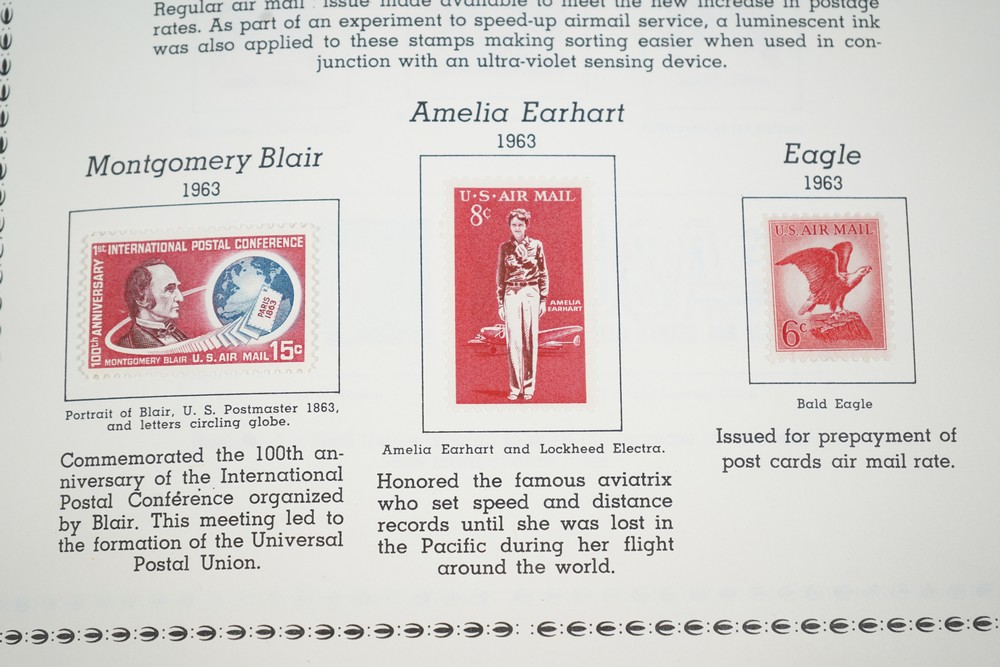 Regular air mail issue made available to meet the new increase in postage
rates. As part of an experiment to speed-up airmail service, a luminescent ink
was also applied to these stamps making sorting easier when used in con-
junction with an ultra-violet sensing device.
Montgomery Blair
1963
100th ANNIVERSARY
1st INTERNATIONAL POSTAL CONFERENCE
PARIS
1863
MONTGOMERY BLAIR U.S. AIR MAIL 15c
Portrait of Blair, U. S. Postmaster 1863,
and letters circling globe.
Commemorated the 100th an-
niversary of the International
Postal Conférence organized
by Blair. This meeting led to
the formation of the Universal
Postal Union.
Amelia Earhart
1963
U·S·AIR MAIL
8c
AMELIA
EARHART
Amelia Earhart and Lockheed Electra.
Honored the famous aviatrix
who set speed and distance
records until she was lost in
the Pacific during her flight
around the world.
Eagle
1963
U.S. AIR MAIL
6c
Bald Eagle
Issued for prepayment of
post cards air mail rate.